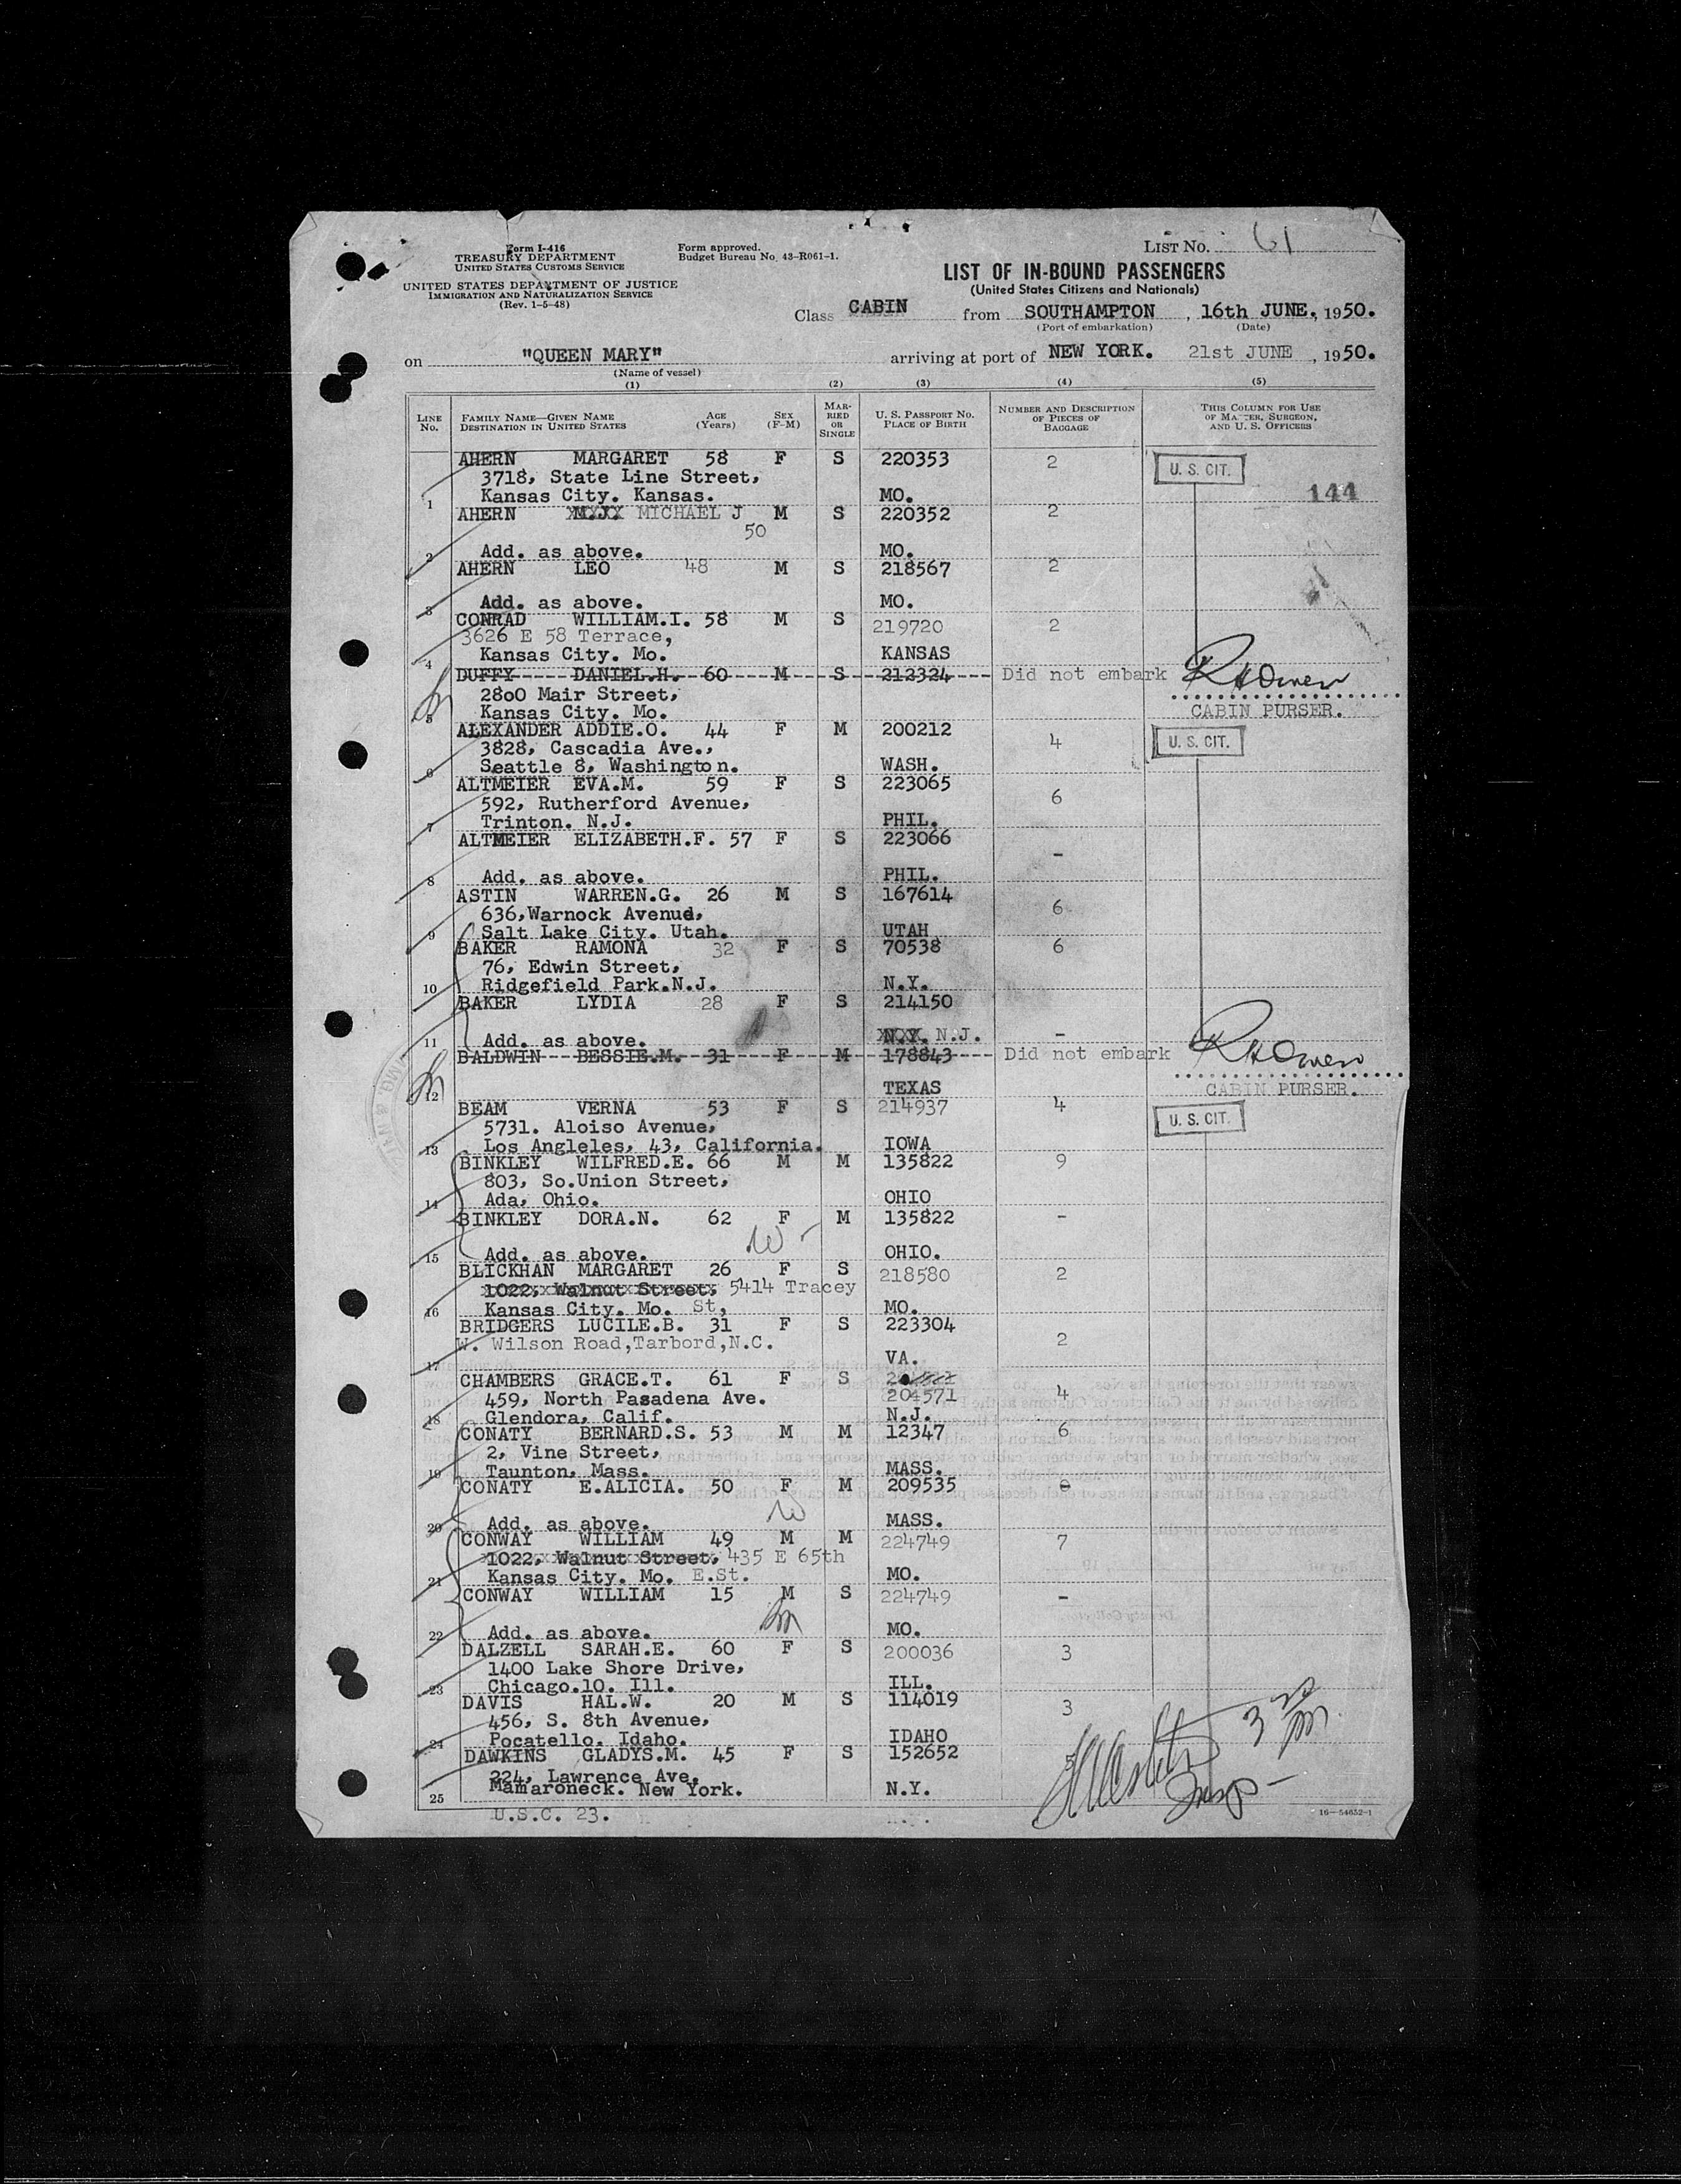 Form I-416
TREASURY DEPARTMENT
UNITED STATES CUSTOMS SERVICE
UNITED STATES DEPARTMENT OF JUSTICE
IMMIGRATION AND NATURALIZATION SERVICE
(Rev. 1-5-48)
Form approved.
Budget Bureau No. 43-R061-1.
LIST NO. 61
LIST OF IN-BOUND PASSENGERS
(United States Citizens and Nationals)
Class CABIN from SOUTHAMPTON, 16th JUNE, 1950.
(Port of embarkation) (Date)
on "QUEEN MARY" arriving at port of NEW YORK. 21st JUNE, 1950.
(Name of vessel)
(1) (2) (3) (4) (5)
LINE NO. FAMILY NAME—GIVEN NAME DESTINATION IN UNITED STATES AGE (Years) SEX (F-M) MARRIED OR SINGLE U. S. PASSPORT NO. PLACE OF BIRTH NUMBER AND DESCRIPTION OF PIECES OF BAGGAGE THIS COLUMN FOR USE OF MASTER, SURGEON, AND U. S. OFFICERS
AHERN MARGARET 58 F S 220353 2 U. S. CIT.
3718, State Line Street,
1 Kansas City. Kansas. MO. 144
AHERN MICHAEL J M S 220352 2
50
2 Add. as above. MO.
AHERN LEO 48 M S 218567 2
3 Add. as above. MO.
CONRAD WILLIAM.I. 58 M S 219720 2
3626 E 58 Terrace,
4 Kansas City. Mo. KANSAS
DUFFY DANIEL.H. 60 M S 212324 Did not embark R H Owen
2800 Mair Street,
5 Kansas City. Mo. CABIN PURSER.
ALEXANDER ADDIE.O. 44 F M 200212 4 U. S. CIT.
3828, Cascadia Ave.,
6 Seattle 8, Washington. WASH.
ALTMEIER EVA.M. 59 F S 223065 6
592, Rutherford Avenue,
7 Trinton. N.J. PHIL.
ALTMEIER ELIZABETH.F. 57 F S 223066 -
8 Add. as above. PHIL.
ASTIN WARREN.G. 26 M S 167614 6
636,Warnock Avenue,
9 Salt Lake City. Utah. UTAH
BAKER RAMONA 32 F S 70538 6
76, Edwin Street,
10 Ridgefield Park.N.J. N.Y.
BAKER LYDIA 28 F S 214150 -
11 Add. as above. N.Y. N.J.
BALDWIN BESSIE.M. 31 F M 178843 Did not embark R H Owen
12 TEXAS CABIN PURSER.
BEAM VERNA 53 F S 214937 4 U. S. CIT.
5731. Aloiso Avenue,
13 Los Angleles, 43, California. IOWA
BINKLEY WILFRED.E. 66 M M 135822 9
803, So.Union Street,
14 Ada, Ohio. OHIO
BINKLEY DORA.N. 62 F M 135822 -
15 Add. as above. OHIO.
BLICKHAN MARGARET 26 F S 218580 2
1022, Walnut Street, 5414 Tracey
16 Kansas City. Mo. St, MO.
BRIDGERS LUCILE.B. 31 F S 223304 2
W. Wilson Road,Tarbord,N.C.
17 VA.
CHAMBERS GRACE.T. 61 F S
459, North Pasadena Ave. 204571 4
18 Glendora, Calif. N.J.
CONATY BERNARD.S. 53 M M 12347 6
2, Vine Street,
19 Taunton, Mass. MASS.
CONATY E.ALICIA. 50 F M 209535
20 Add. as above. MASS.
CONWAY WILLIAM 49 M M 224749 7
1022, Walnut Street, 435 E 65th
21 Kansas City. Mo. E.St. MO.
CONWAY WILLIAM 15 M S 224749 -
22 Add. as above. MO.
DALZELL SARAH.E. 60 F S 200036 3
1400 Lake Shore Drive,
23 Chicago.10. Ill. ILL.
DAVIS HAL.W. 20 M S 114019 3
456, S. 8th Avenue,
24 Pocatello. Idaho. IDAHO
DAWKINS GLADYS.M. 45 F S 152652 5
224, Lawrence Ave,
25 Mamaroneck. New York. N.Y.
U.S.C. 23.
16-54652-1